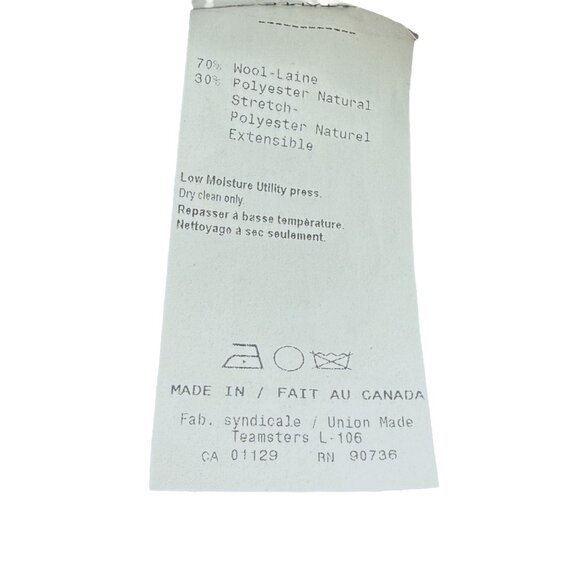 70% Wool-Laine
30% Polyester Natural
Stretch-
Polyester Naturel
Extensible
Low Moisture Utility press.
Dry clean only.
Repasser à basse température.
Nettoyage à sec seulement.
MADE IN / FAIT AU CANADA
Fab. syndicale / Union Made
Teamsters L-106
CA 01129 RN 90736